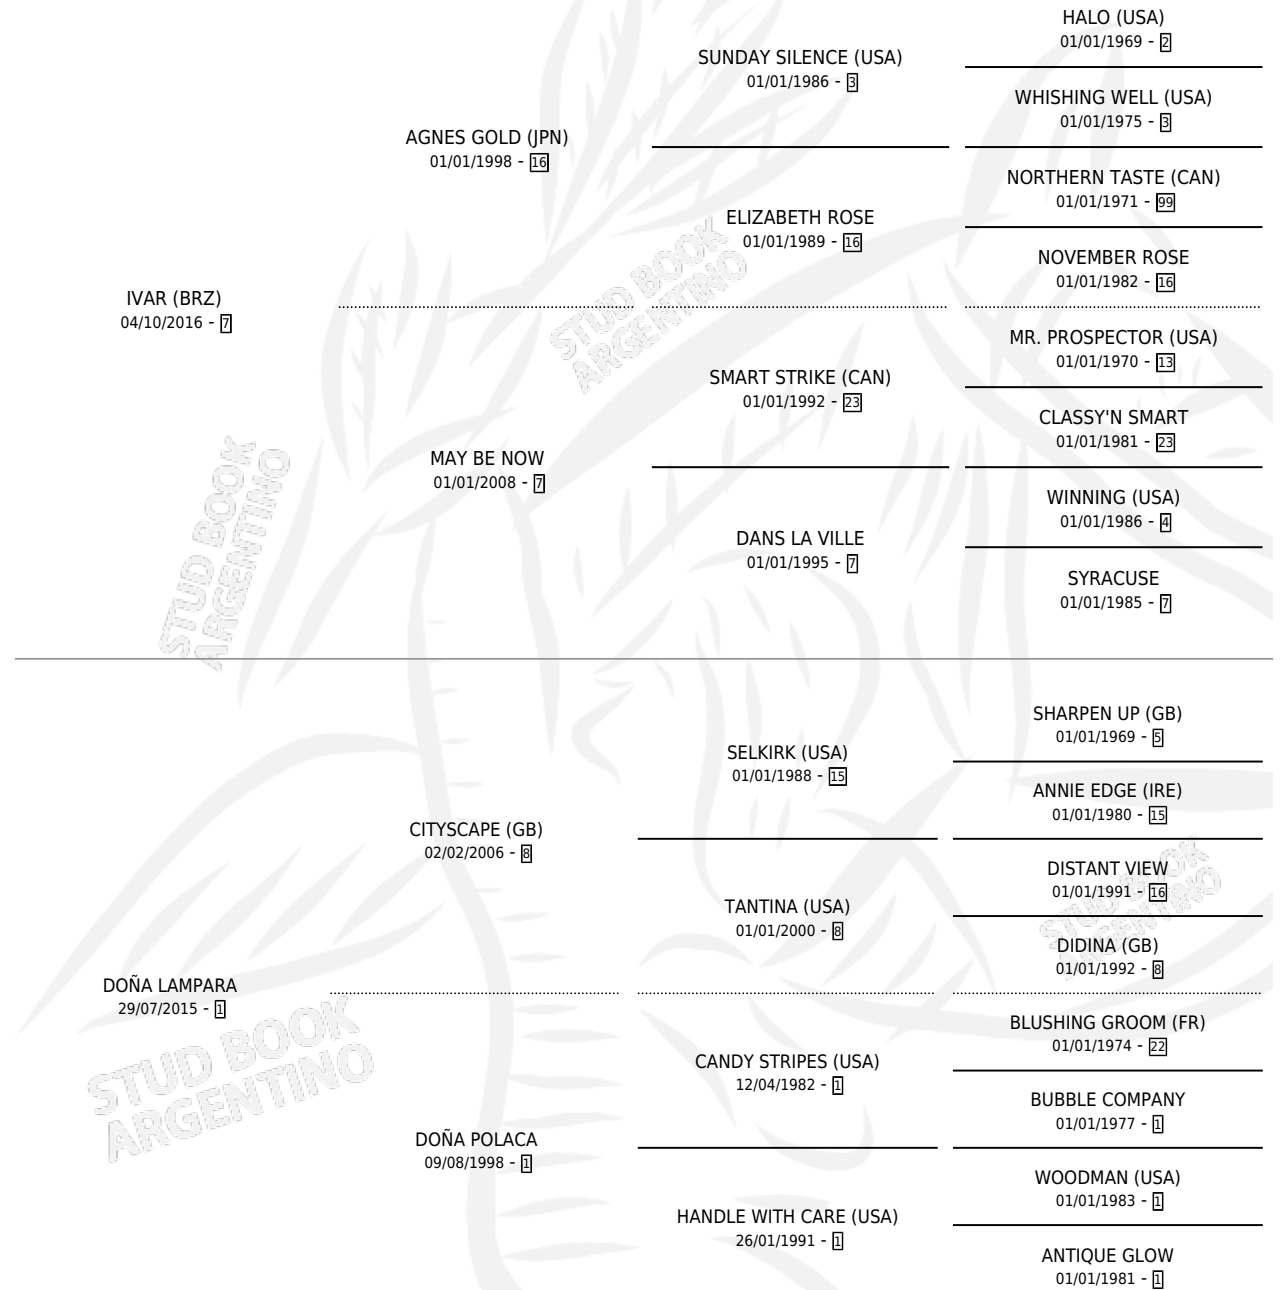 HALO (USA)
01/01/1969 - 2
SUNDAY SILENCE (USA)
01/01/1986 - 3
WHISHING WELL (USA)
01/01/1975 - 3
AGNES GOLD (JPN)
01/01/1998 - 16
NORTHERN TASTE (CAN)
01/01/1971 - 99
ELIZABETH ROSE
01/01/1989 - 16
NOVEMBER ROSE
01/01/1982 - 16
IVAR (BRZ)
04/10/2016 - 7
MR. PROSPECTOR (USA)
01/01/1970 - 13
SMART STRIKE (CAN)
01/01/1992 - 23
CLASSY'N SMART
01/01/1981 - 23
MAY BE NOW
01/01/2008 - 7
WINNING (USA)
01/01/1986 - 4
DANS LA VILLE
01/01/1995 - 7
SYRACUSE
01/01/1985 - 7
STUD BOOK
ARGENTINO
STUD BOOK
ARGENTINO
SHARPEN UP (GB)
01/01/1969 - 5
SELKIRK (USA)
01/01/1988 - 15
ANNIE EDGE (IRE)
01/01/1980 - 15
CITYSCAPE (GB)
02/02/2006 - 8
DISTANT VIEW
01/01/1991 - 16
TANTINA (USA)
01/01/2000 - 8
DIDINA (GB)
01/01/1992 - 8
DOÑA LAMPARA
29/07/2015 - 1
BLUSHING GROOM (FR)
01/01/1974 - 22
CANDY STRIPES (USA)
12/04/1982 - 1
BUBBLE COMPANY
01/01/1977 - 1
DOÑA POLACA
09/08/1998 - 1
WOODMAN (USA)
01/01/1983 - 1
HANDLE WITH CARE (USA)
26/01/1991 - 1
ANTIQUE GLOW
01/01/1981 - 1
STUD BOOK
ARGENTINO
STUD BOOK
ARGENTINO